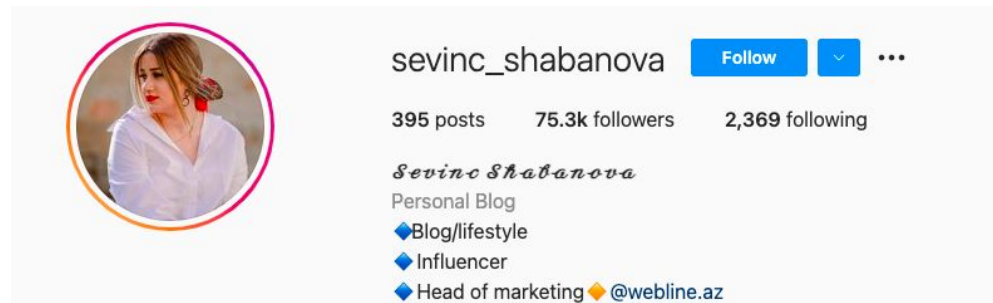 sevinc_shabanova Follow
395 posts 75.3k followers 2,369 following
𝓢𝓮𝓿𝓲𝓷𝓬 𝓢𝓱𝓪𝓫𝓪𝓷𝓸𝓿𝓪
Personal Blog
🔷Blog/lifestyle
🔷Influencer
🔷Head of marketing🔶@webline.az